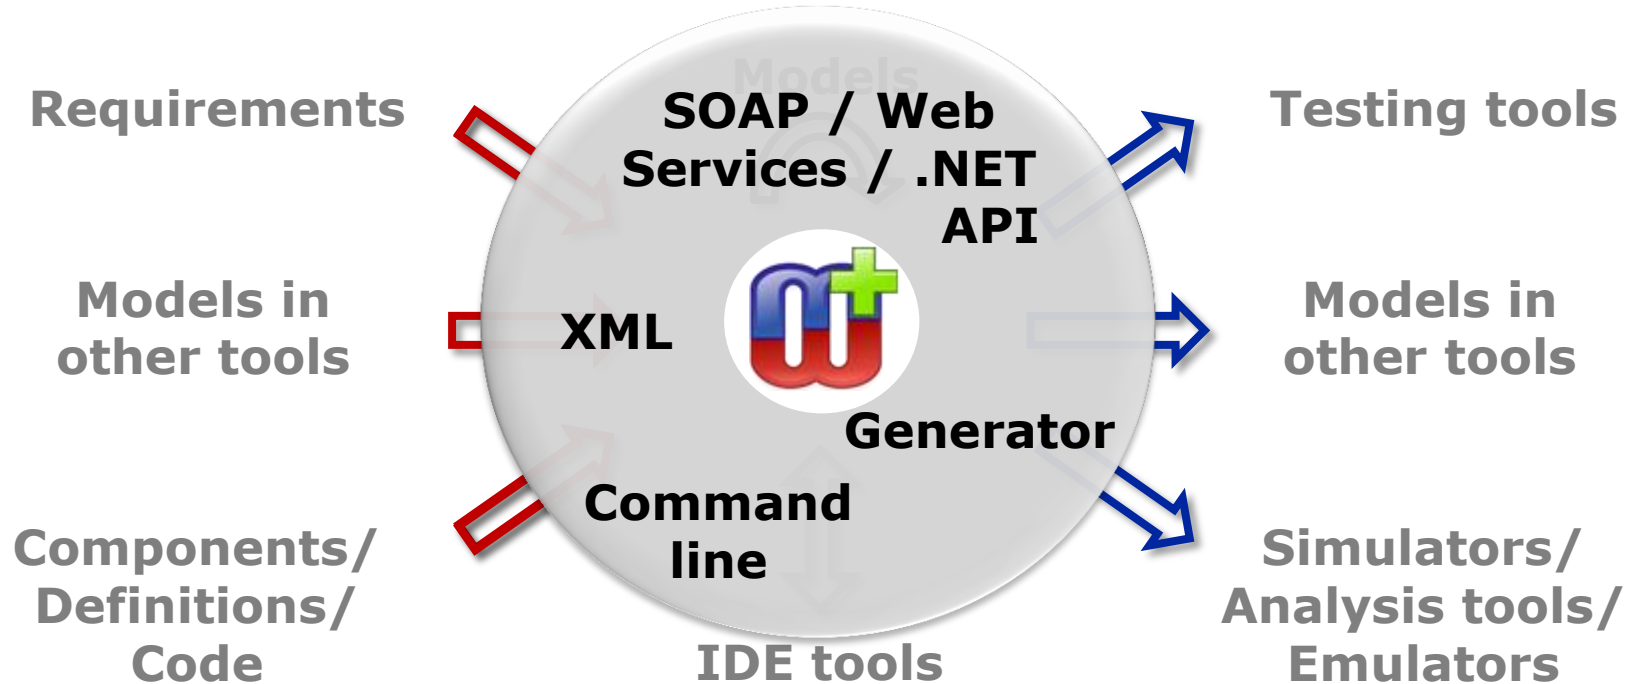 Models
Requirements
SOAP / Web
Services / .NET
API
Testing tools
Models in
other tools
XML
Models in
other tools
Generator
Command
line
Components/
Definitions/
Code
IDE tools
Simulators/
Analysis tools/
Emulators